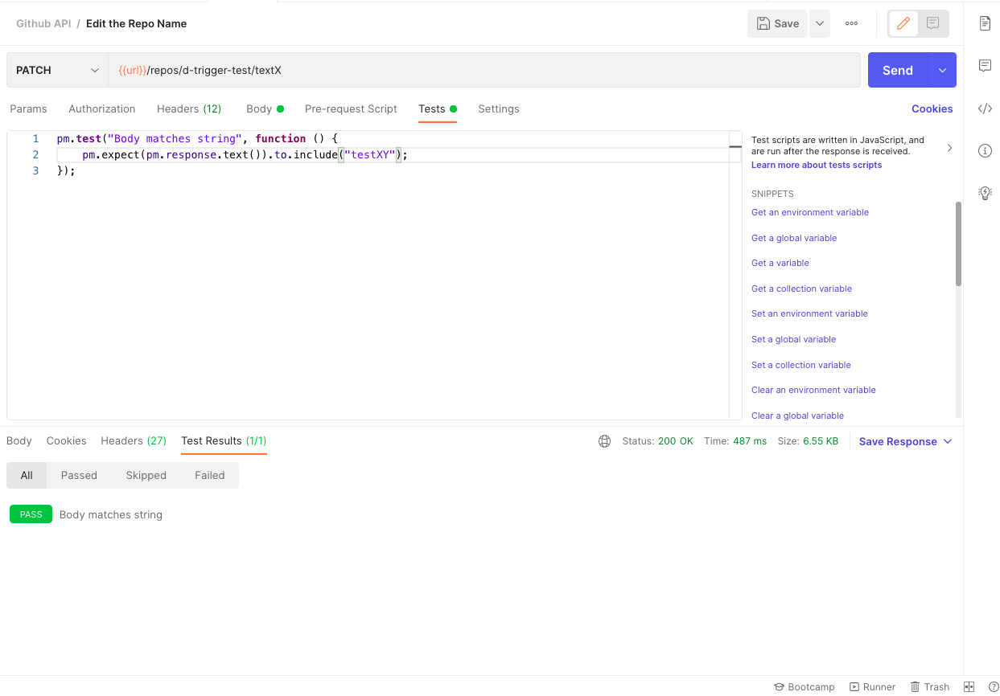 Github API / Edit the Repo Name
Save
PATCH
{{url}}/repos/d-trigger-test/textX
Send
Params Authorization Headers (12) Body Pre-request Script Tests Settings Cookies
1 pm.test("Body matches string", function () {
2 pm.expect(pm.response.text()).to.include("testXY");
3 });
Test scripts are written in JavaScript, and
are run after the response is received.
Learn more about tests scripts
SNIPPETS
Get an environment variable
Get a global variable
Get a variable
Get a collection variable
Set an environment variable
Set a global variable
Set a collection variable
Clear an environment variable
Clear a global variable
Body Cookies Headers (27) Test Results (1/1) Status: 200 OK Time: 487 ms Size: 6.55 KB Save Response
All Passed Skipped Failed
PASS Body matches string
Bootcamp Runner Trash